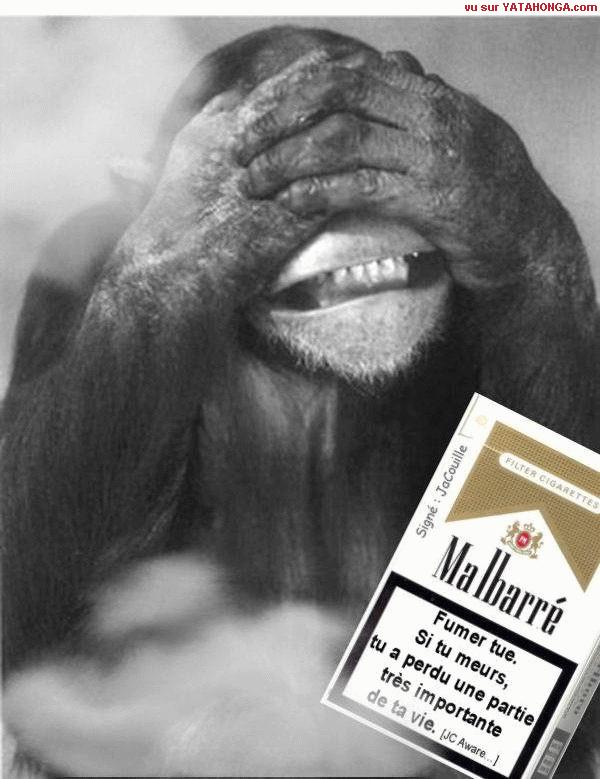 vu sur YATAHONGA.com
Signé : JaCouille
FILTER CIGARETTES
Malbarré
Fumer tue.
Si tu meurs,
tu a perdu une partie
très importante
de ta vie. [JC Aware...]